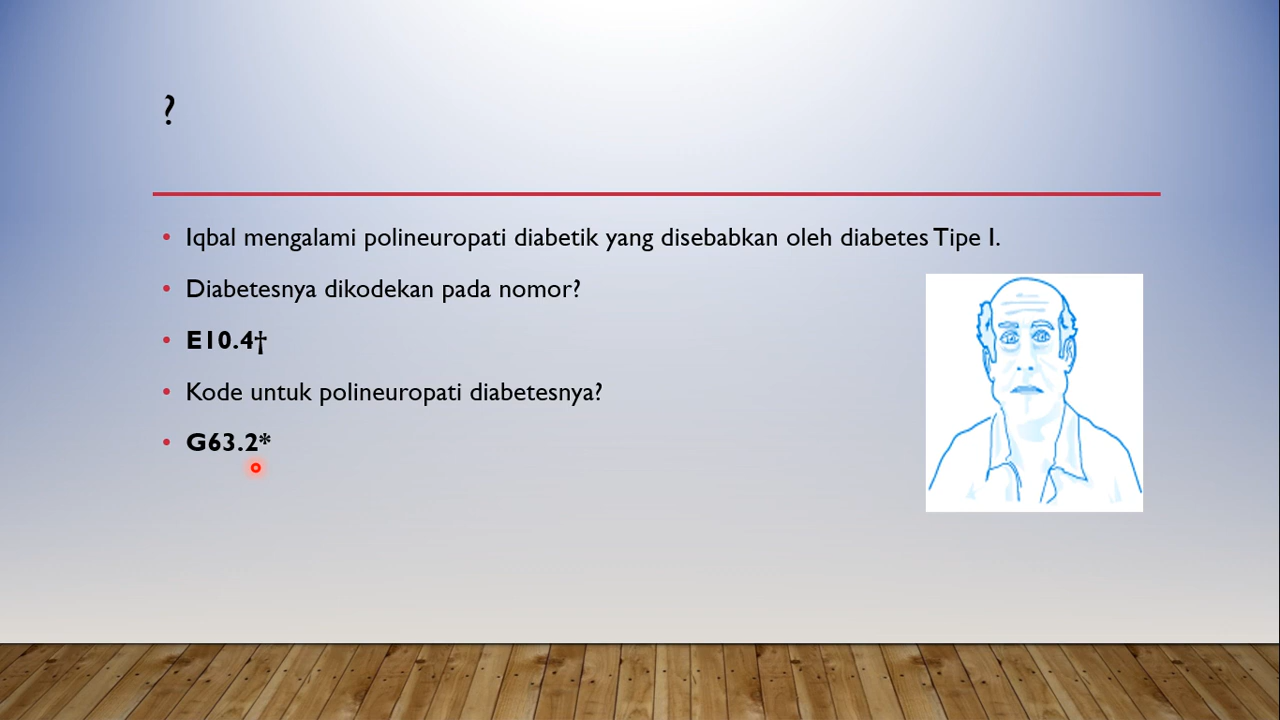 ?
• Iqbal mengalami polineuropati diabetik yang disebabkan oleh diabetes Tipe I.
• Diabetesnya dikodekan pada nomor?
• E10.4†
• Kode untuk polineuropati diabetesnya?
• G63.2*